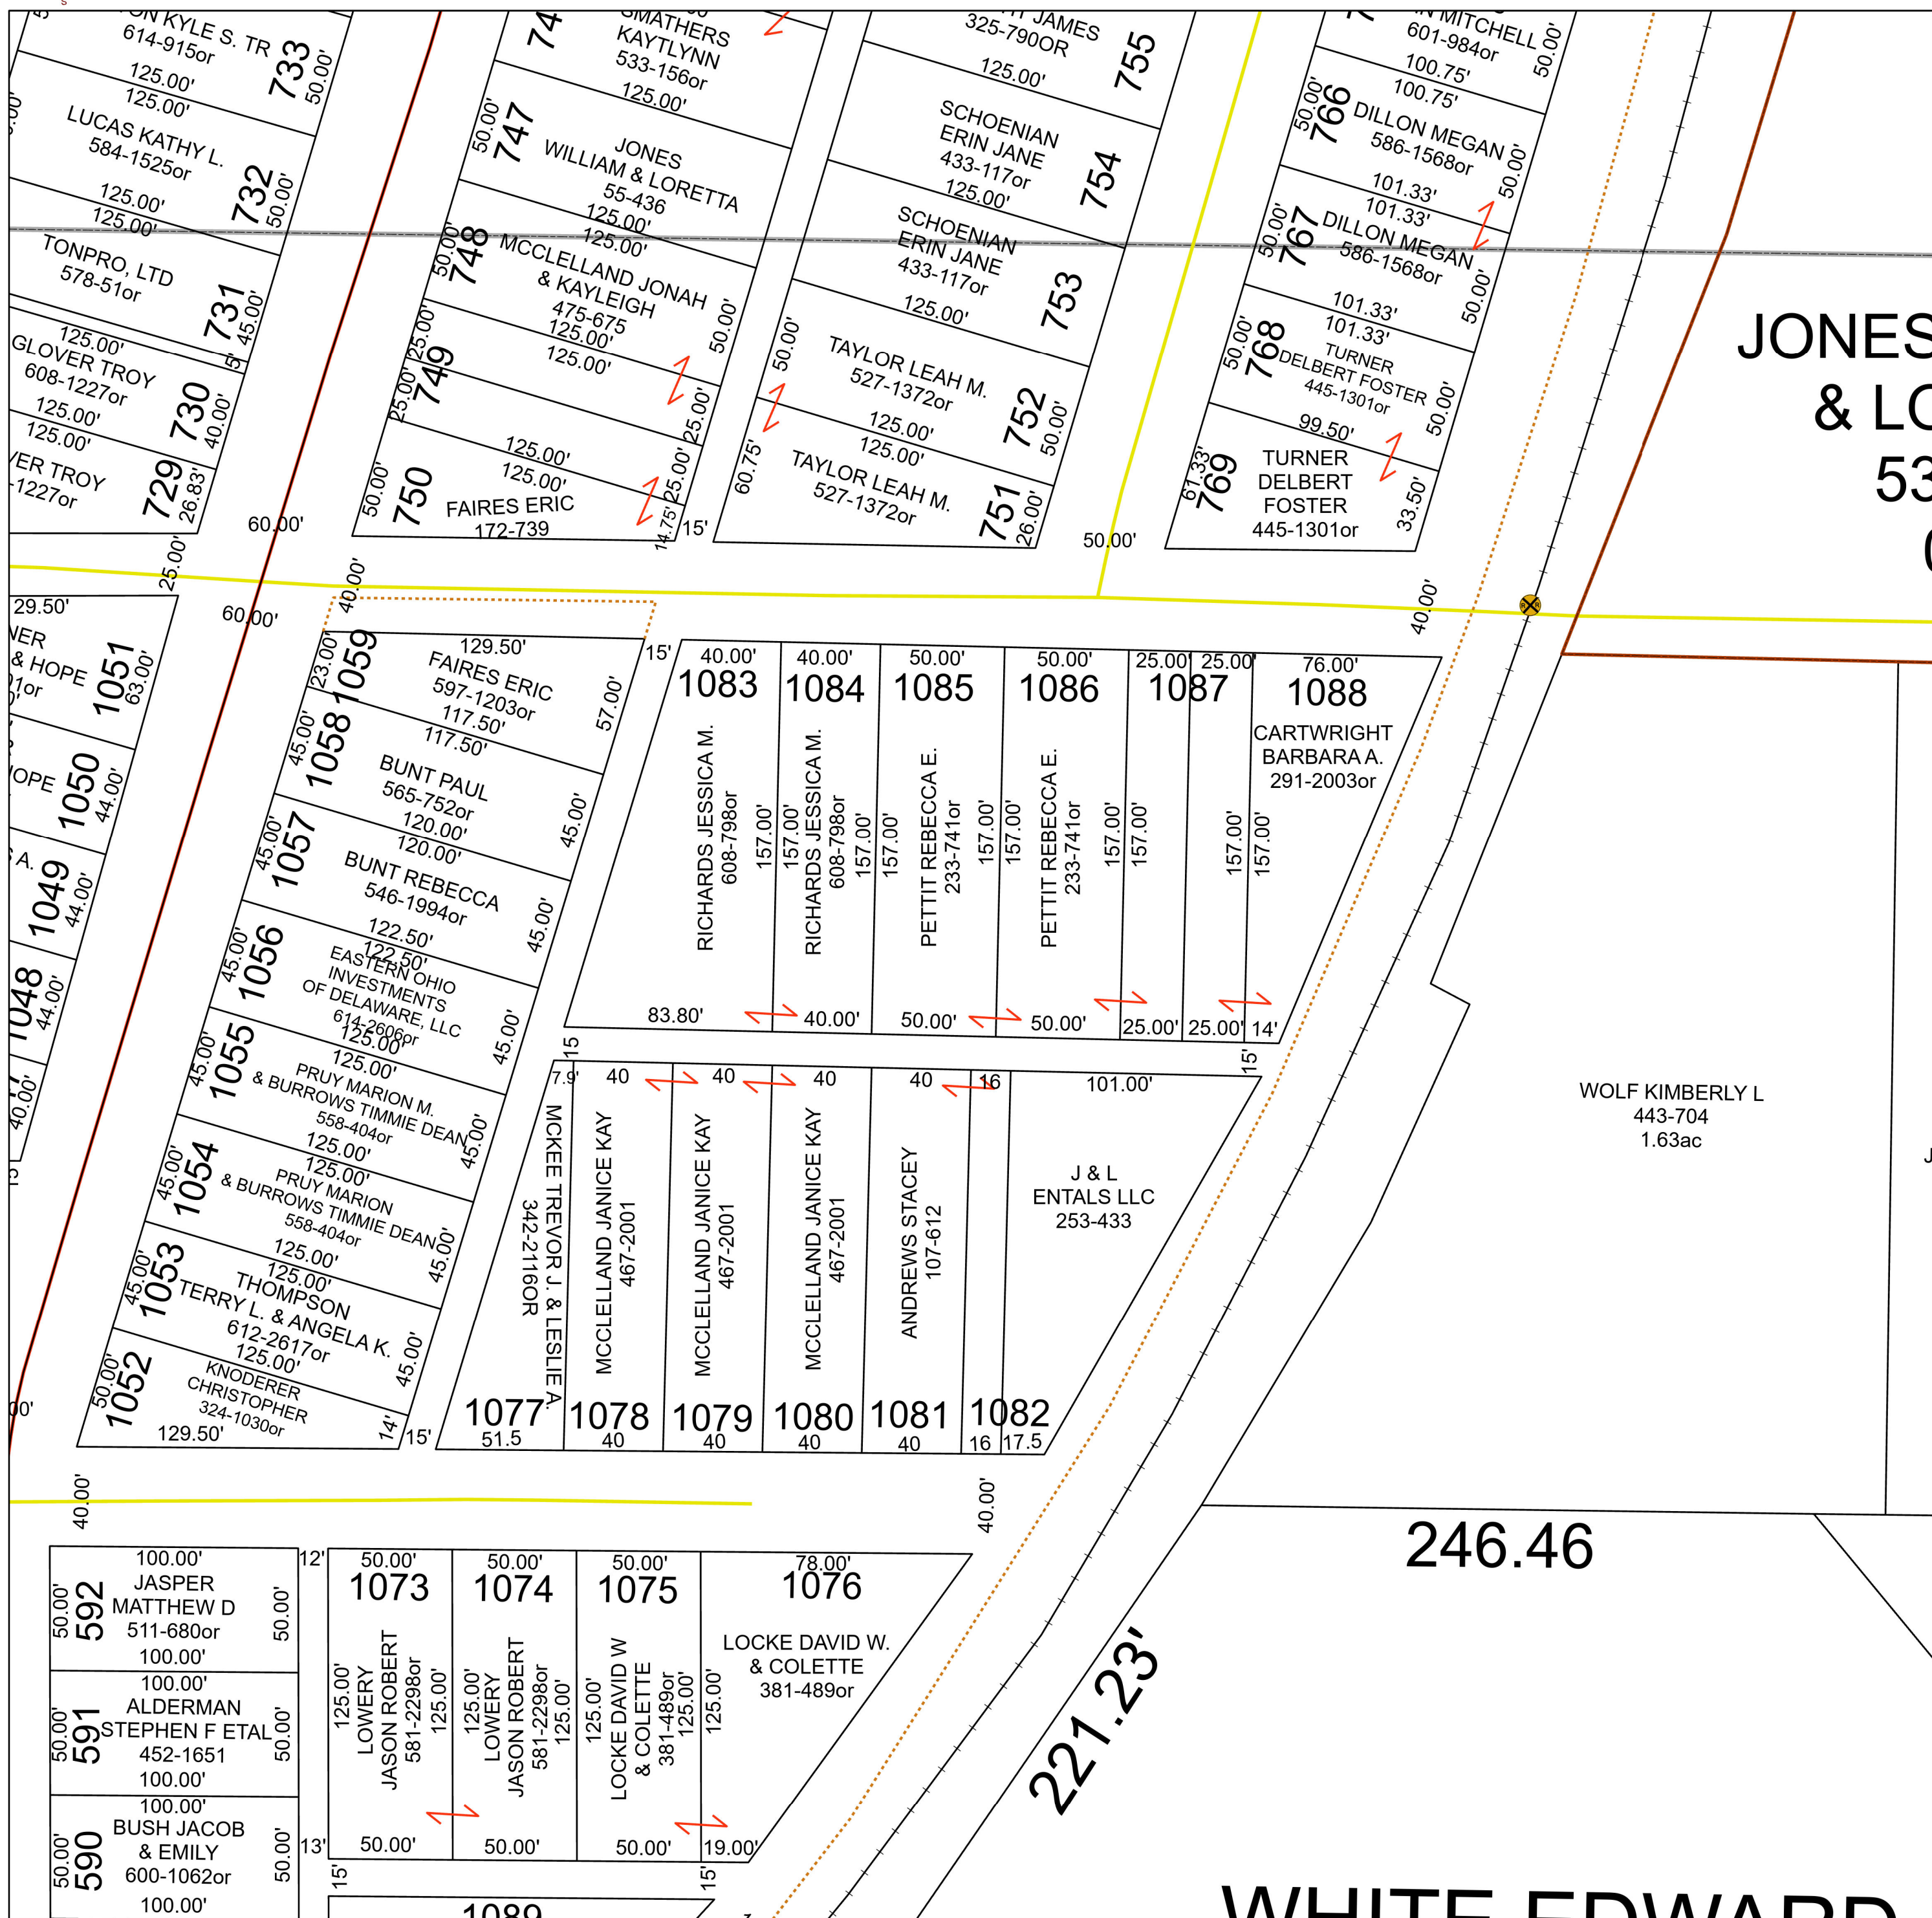 KYLE S. TR
614-915or
733
50.00'
125.00'
125.00'
LUCAS KATHY L.
584-1525or
732
50.00'
125.00'
125.00'
TONPRO, LTD
578-51or
731
45.00'
5'
125.00'
GLOVER TROY
608-1227or
730
40.00'
125.00'
125.00'
VER TROY
-1227or
729
26.83'
25.00'
60.00'
60.00'
40.00'
SMATHERS
KAYTLYNN
533-156or
125.00'
50.00'
747
JONES
WILLIAM & LORETTA
55-436
125.00'
125.00'
50.00'
748
MCCLELLAND JONAH
& KAYLEIGH
475-675
125.00'
50.00'
25.00'
749
25.00'
125.00'
25.00'
125.00'
125.00'
50.00'
750
FAIRES ERIC
172-739
25.00'
14.75'
15'
JAMES
325-790OR
755
125.00'
SCHOENIAN
ERIN JANE
433-117or
754
125.00'
SCHOENIAN
ERIN JANE
433-117or
753
125.00'
50.00'
TAYLOR LEAH M.
527-1372or
752
50.00'
125.00'
125.00'
60.75'
TAYLOR LEAH M.
527-1372or
751
26.00'
50.00'
MITCHELL
601-984or
50.00'
100.75'
100.75'
50.00'
766
DILLON MEGAN
586-1568or
50.00'
101.33'
101.33'
50.00'
767
DILLON MEGAN
586-1568or
50.00'
101.33'
101.33'
50.00'
768
TURNER
DELBERT FOSTER
445-1301or
50.00'
99.50'
61.33'
769
TURNER
DELBERT
FOSTER
445-1301or
33.50'
40.00'
JONES
& LO
53
29.50'
NER
& HOPE
01or
1051
63.00'
HOPE
1050
44.00'
A.
1049
44.00'
1048
44.00'
40.00'
129.50'
23.00'
1059
FAIRES ERIC
597-1203or
57.00'
15'
117.50'
117.50'
45.00'
1058
BUNT PAUL
565-752or
45.00'
120.00'
120.00'
45.00'
1057
BUNT REBECCA
546-1994or
45.00'
122.50'
122.50'
45.00'
1056
EASTERN OHIO
INVESTMENTS
OF DELAWARE, LLC
614-2606or
45.00'
125.00'
125.00'
45.00'
1055
PRUY MARION M.
& BURROWS TIMMIE DEAN
558-404or
45.00'
125.00'
125.00'
45.00'
1054
PRUY MARION
& BURROWS TIMMIE DEAN
558-404or
45.00'
125.00'
125.00'
45.00'
1053
THOMPSON
TERRY L. & ANGELA K.
612-2617or
45.00'
125.00'
50.00'
1052
KNODERER
CHRISTOPHER
324-1030or
14'
129.50'
15'
40.00'
40.00'
1083
RICHARDS JESSICA M.
608-798or
157.00'
83.80'
40.00'
1084
157.00'
RICHARDS JESSICA M.
608-798or
157.00'
40.00'
50.00'
1085
157.00'
PETTIT REBECCA E.
233-741or
157.00'
50.00'
50.00'
1086
157.00'
PETTIT REBECCA E.
233-741or
157.00'
50.00'
25.00'
25.00'
1087
157.00'
157.00'
25.00'
25.00'
76.00'
1088
CARTWRIGHT
BARBARA A.
291-2003or
157.00'
14'
15
15'
7.9'
MCKEE TREVOR J. & LESLIE A.
342-2116OR
1077
51.5
40
MCCLELLAND JANICE KAY
467-2001
1078
40
40
MCCLELLAND JANICE KAY
467-2001
1079
40
40
MCCLELLAND JANICE KAY
467-2001
1080
40
40
ANDREWS STACEY
107-612
1081
40
16
1082
16
17.5
101.00'
J & L
ENTALS LLC
253-433
40.00'
WOLF KIMBERLY L
443-704
1.63ac
246.46
221.23'
WHITE EDWARD
100.00'
50.00'
592
JASPER
MATTHEW D
511-680or
50.00'
100.00'
100.00'
50.00'
591
ALDERMAN
STEPHEN F ETAL
452-1651
50.00'
100.00'
100.00'
50.00'
590
BUSH JACOB
& EMILY
600-1062or
50.00'
100.00'
12'
13'
50.00'
1073
125.00'
LOWERY
JASON ROBERT
581-2298or
125.00'
50.00'
50.00'
1074
125.00'
LOWERY
JASON ROBERT
581-2298or
125.00'
50.00'
50.00'
1075
125.00'
LOCKE DAVID W
& COLETTE
381-489or
125.00'
50.00'
78.00'
1076
125.00'
LOCKE DAVID W.
& COLETTE
381-489or
19.00'
15'
15'
1089